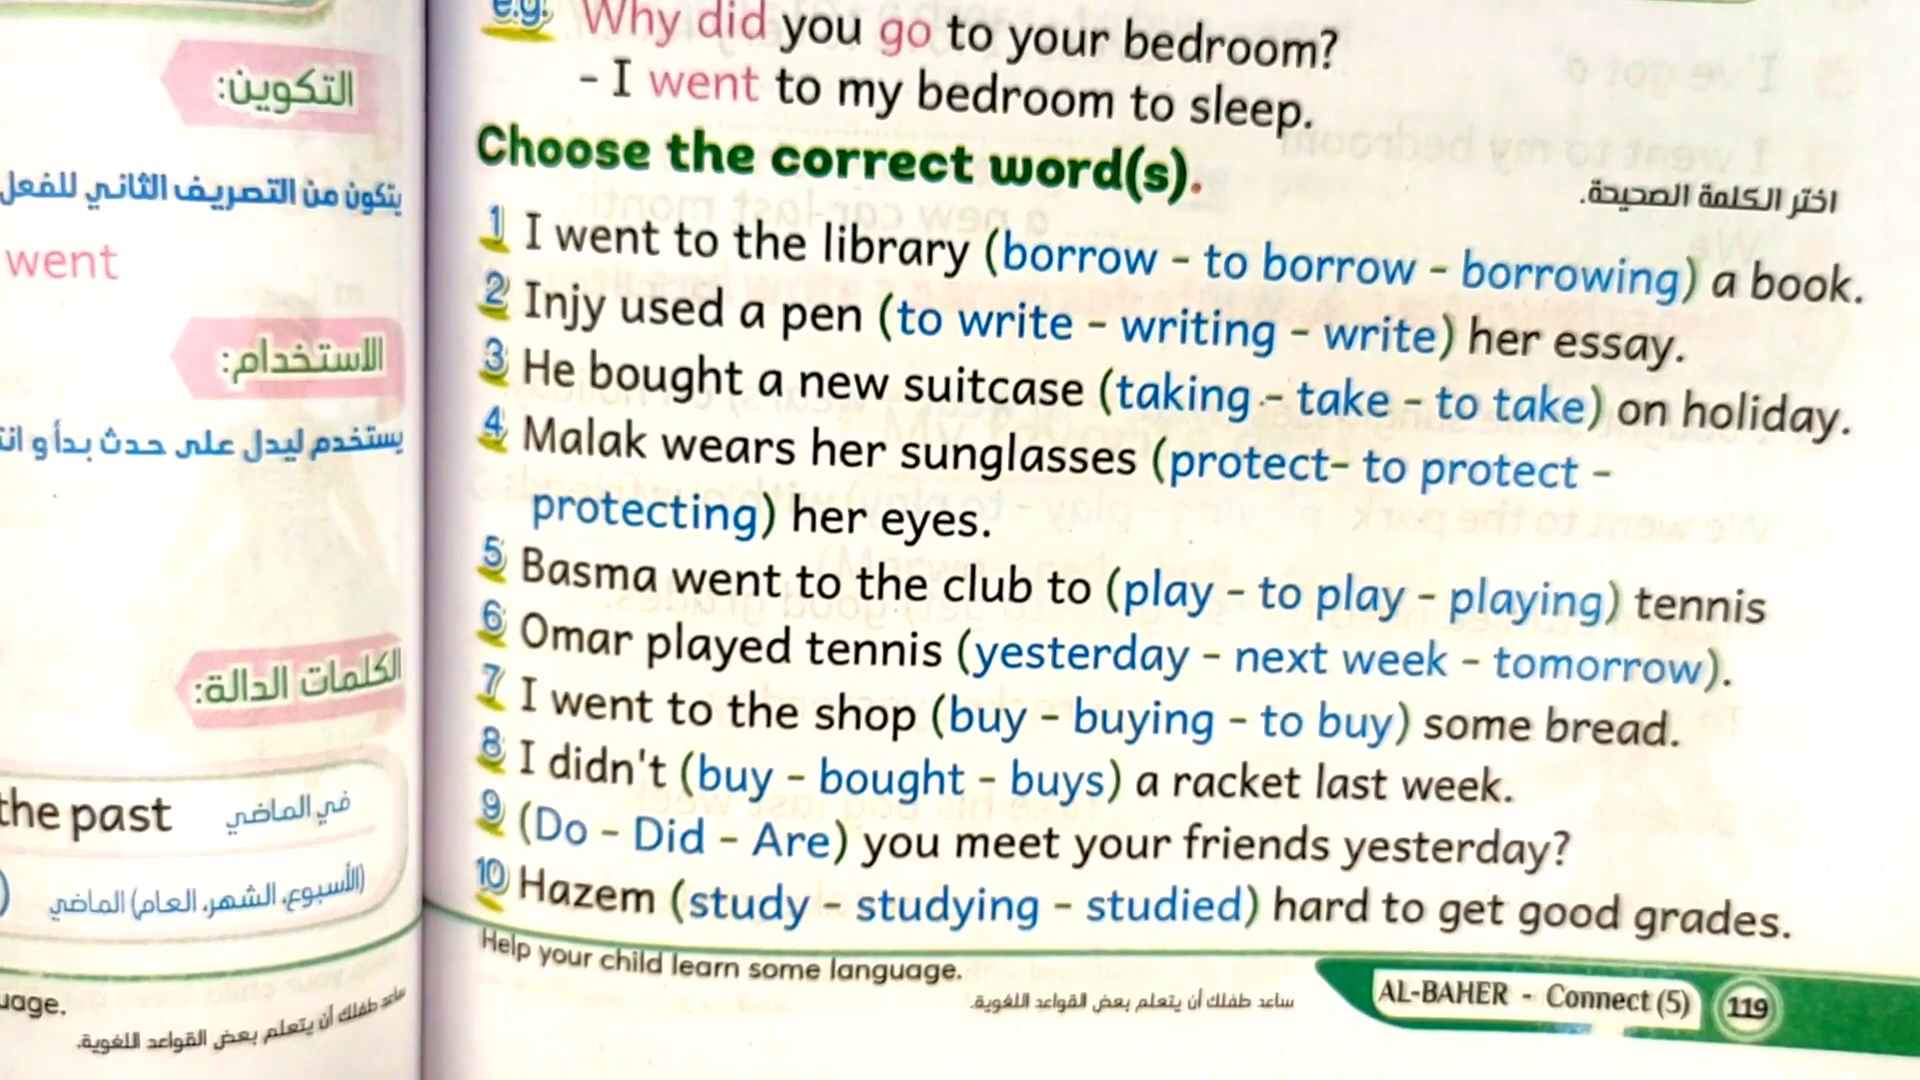 التكوين:
يتكون من التصريف الثاني للفعل
went
الاستخدام:
يستخدم ليدل على حدث بدأ و
الكلمات الدالة:
the past في الماضي
(الأسبوع، الشهر، العام) الماضي
ساعد طفلك أن يتعلم بعض القواعد اللغوية.
e.g. Why did you go to your bedroom?
- I went to my bedroom to sleep.
Choose the correct word(s).
اختر الكلمة الصحيحة.
1 I went to the library (borrow - to borrow - borrowing) a book.
2 Injy used a pen (to write - writing - write) her essay.
3 He bought a new suitcase (taking - take - to take) on holiday.
4 Malak wears her sunglasses (protect- to protect -
protecting) her eyes.
5 Basma went to the club to (play - to play - playing) tennis
6 Omar played tennis (yesterday - next week - tomorrow).
7 I went to the shop (buy - buying - to buy) some bread.
8 I didn't (buy - bought - buys) a racket last week.
9 (Do - Did - Are) you meet your friends yesterday?
10 Hazem (study - studying - studied) hard to get good grades.
Help your child learn some language.
ساعد طفلك أن يتعلم بعض القواعد اللغوية.
AL-BAHER - Connect (5) 119